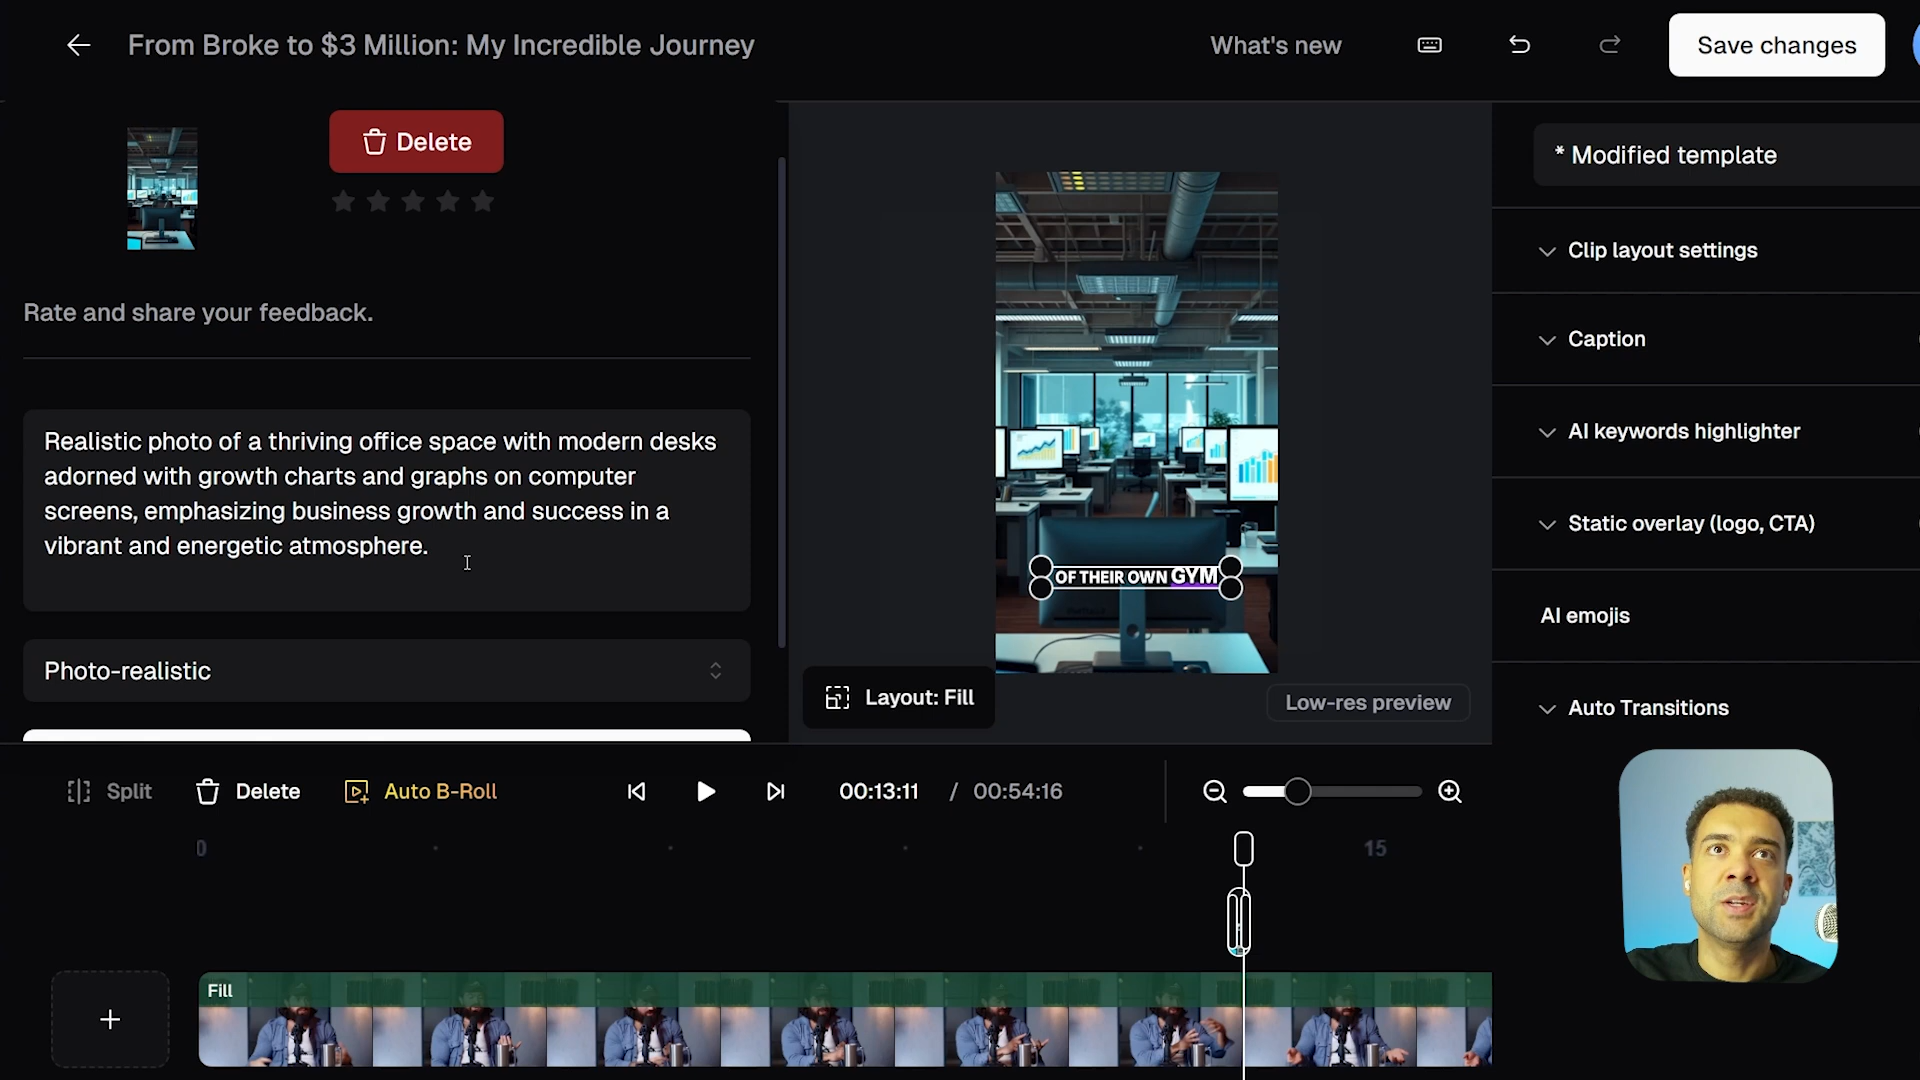 From Broke to $3 Million: My Incredible Journey
What's new
Save changes
Delete
Rate and share your feedback.
Realistic photo of a thriving office space with modern desks
adorned with growth charts and graphs on computer
screens, emphasizing business growth and success in a
vibrant and energetic atmosphere.
Photo-realistic
OF THEIR OWN GYM
Layout: Fill
Low-res preview
* Modified template
Clip layout settings
Caption
AI keywords highlighter
Static overlay (logo, CTA)
AI emojis
Auto Transitions
Split
Delete
Auto B-Roll
00:13:11 / 00:54:16
0
15
Fill